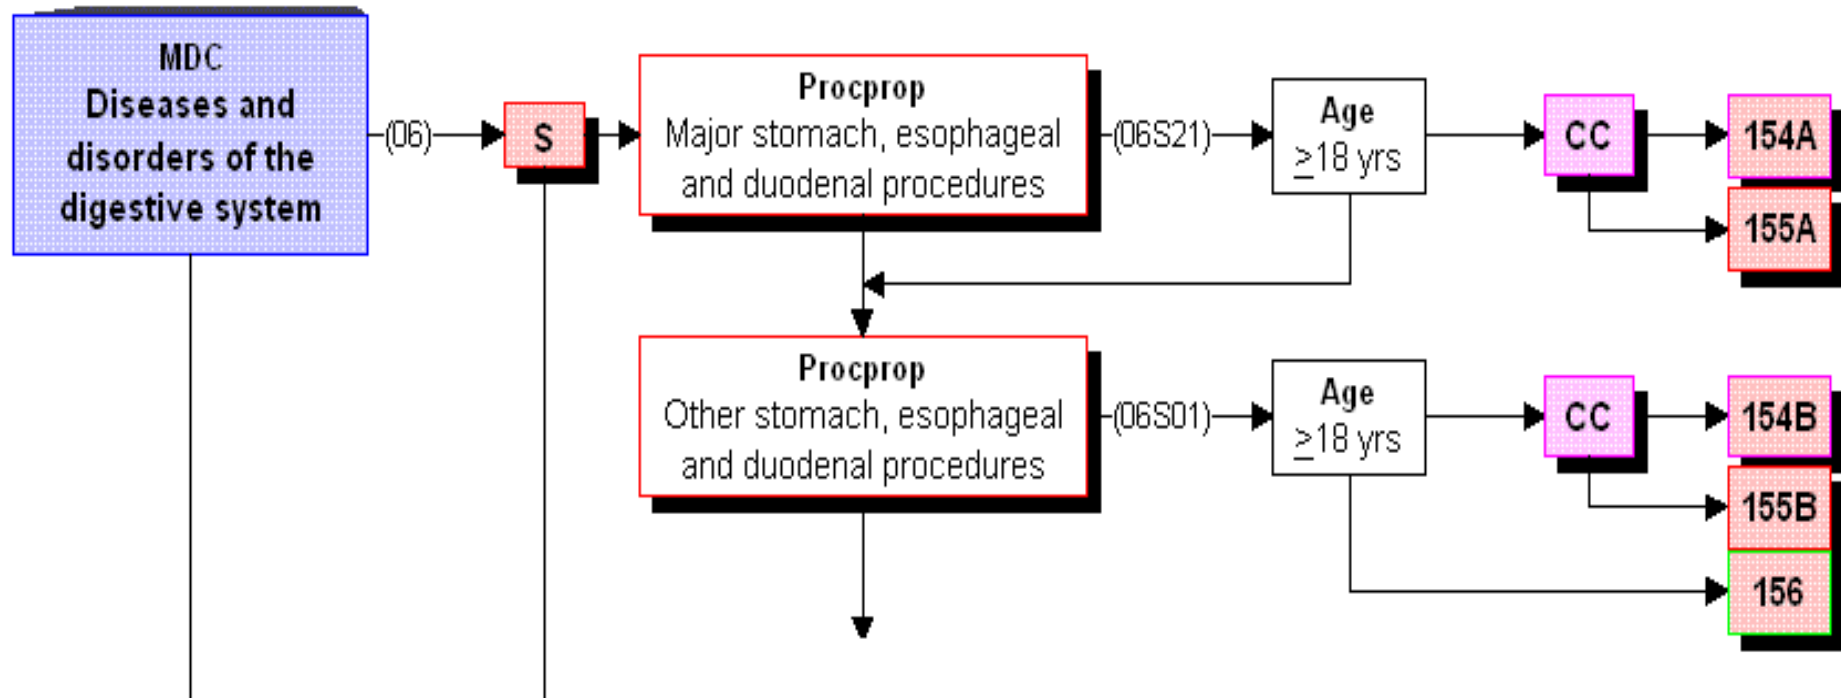 MDC
Diseases and
disorders of the
digestive system
(06)
S
Procprop
Major stomach, esophageal
and duodenal procedures
(06S21)
Age
≥18 yrs
CC
154A
155A
Procprop
Other stomach, esophageal
and duodenal procedures
(06S01)
Age
≥18 yrs
CC
154B
155B
156